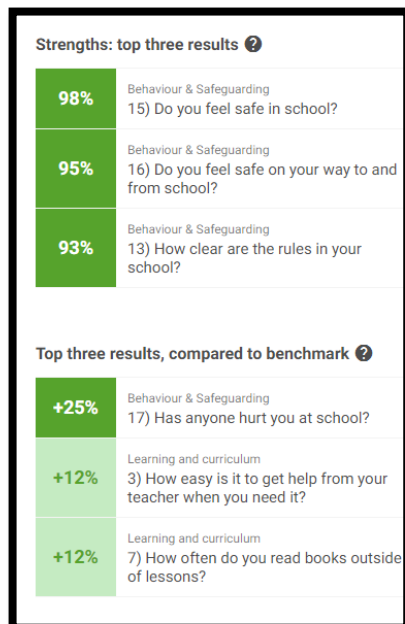 Strengths: top three results ?
98%
Behaviour & Safeguarding
15) Do you feel safe in school?
95%
Behaviour & Safeguarding
16) Do you feel safe on your way to and
from school?
93%
Behaviour & Safeguarding
13) How clear are the rules in your
school?
Top three results, compared to benchmark ?
+25%
Behaviour & Safeguarding
17) Has anyone hurt you at school?
+12%
Learning and curriculum
3) How easy is it to get help from your
teacher when you need it?
+12%
Learning and curriculum
7) How often do you read books outside
of lessons?